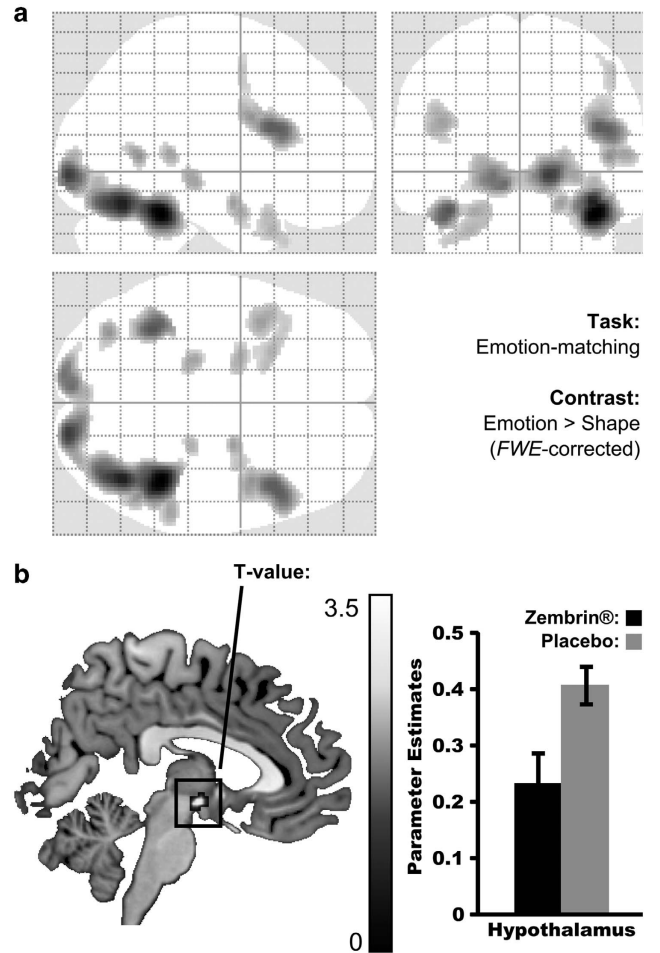 a
Task:
Emotion-matching
Contrast:
Emotion > Shape
(FWE-corrected)
b
T-value:
3.5
0
Zembrin®:
Placebo:
Parameter Estimates
0.5
0.4
0.3
0.2
0.1
0
Hypothalamus